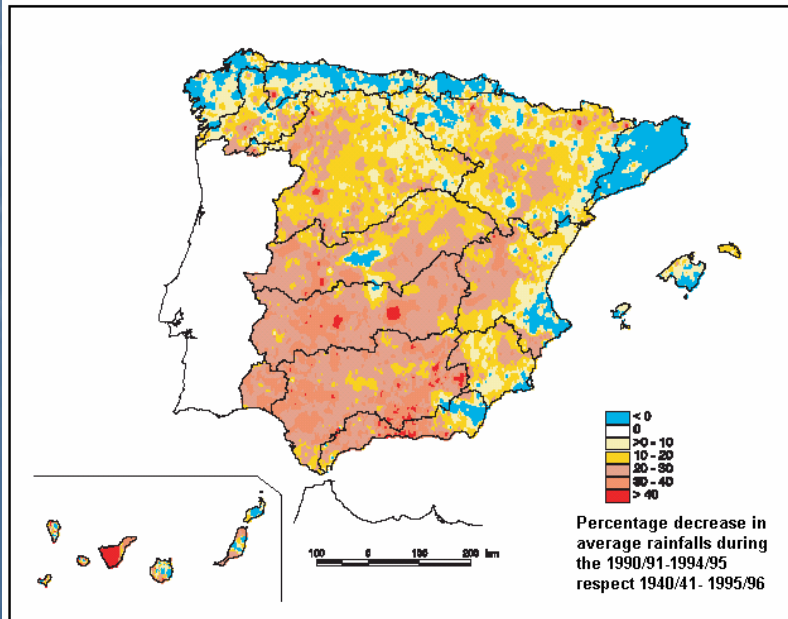 < 0
0
>0 - 10
10 - 20
20 - 30
30 - 40
> 40
Percentage decrease in
average rainfalls during
the 1990/91-1994/95
respect 1940/41- 1995/96
100 0 100 200 km